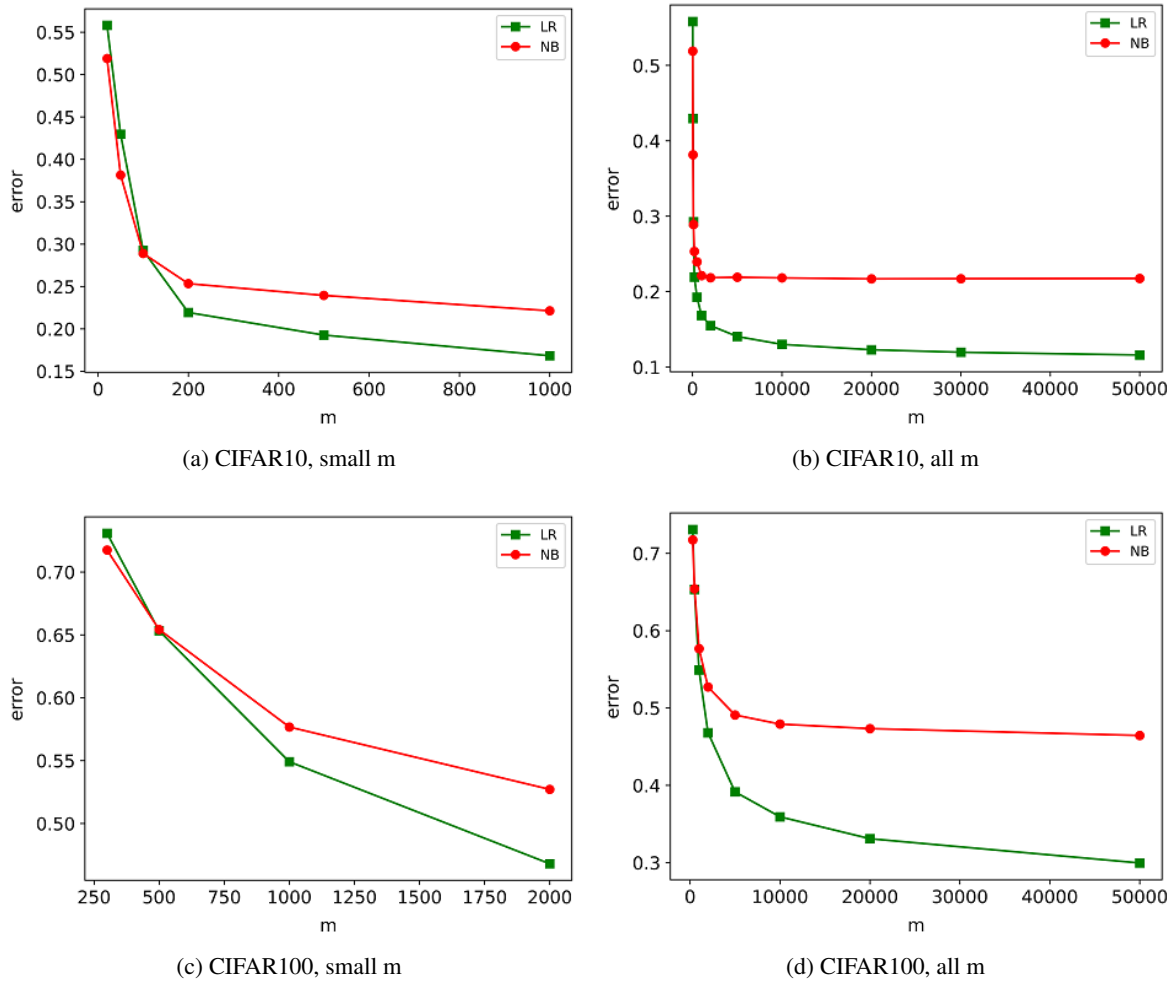 LR
NB
0.55
0.50
0.45
0.40
0.35
0.30
0.25
0.20
0.15
error
0 200 400 600 800 1000
m
(a) CIFAR10, small m
LR
NB
0.5
0.4
0.3
0.2
0.1
error
0 10000 20000 30000 40000 50000
m
(b) CIFAR10, all m
LR
NB
0.70
0.65
0.60
0.55
0.50
error
250 500 750 1000 1250 1500 1750 2000
m
(c) CIFAR100, small m
LR
NB
0.7
0.6
0.5
0.4
0.3
error
0 10000 20000 30000 40000 50000
m
(d) CIFAR100, all m